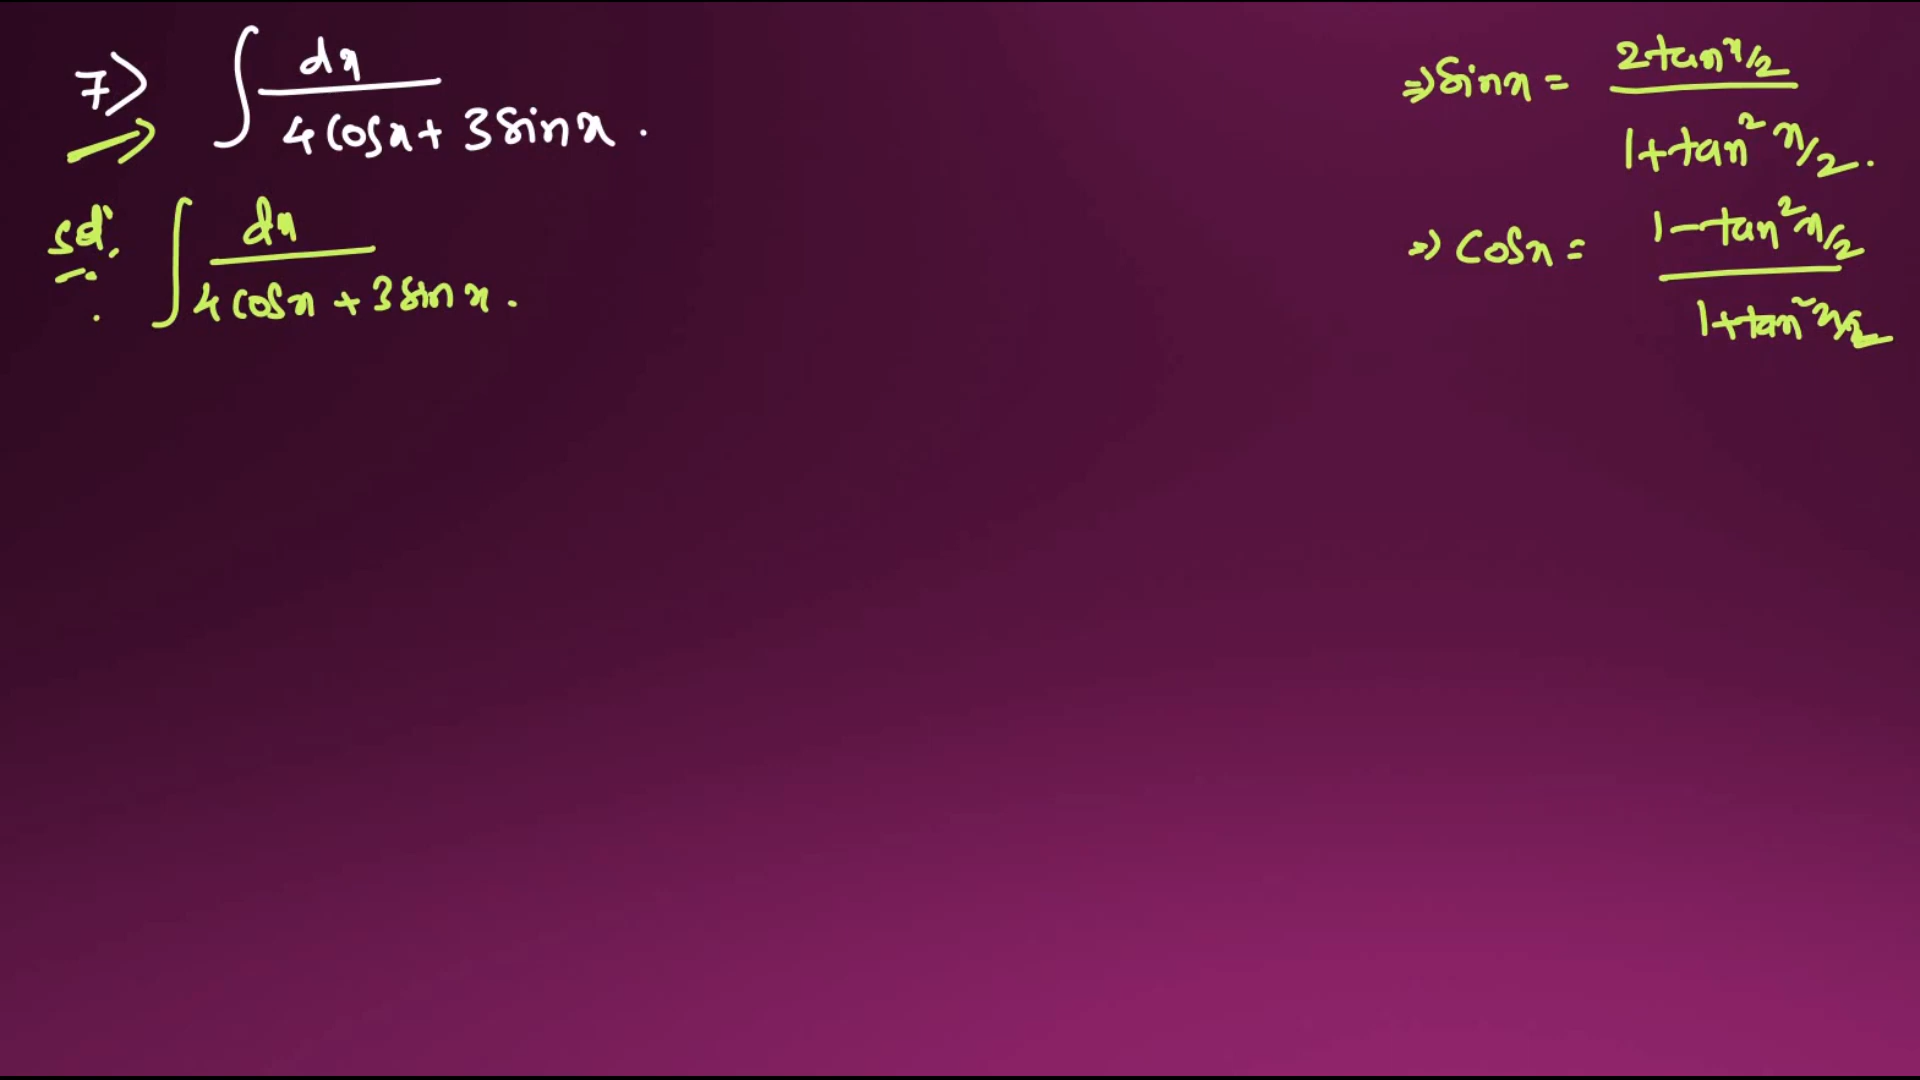 7) ∫ dx / 4cosx + 3sinx.
sol: ∫ dx / 4cosx + 3sinx.
⇒ sinx = 2tan x/2 / 1+tan² x/2.
⇒ cosx = 1-tan² x/2 / 1+tan² x/2